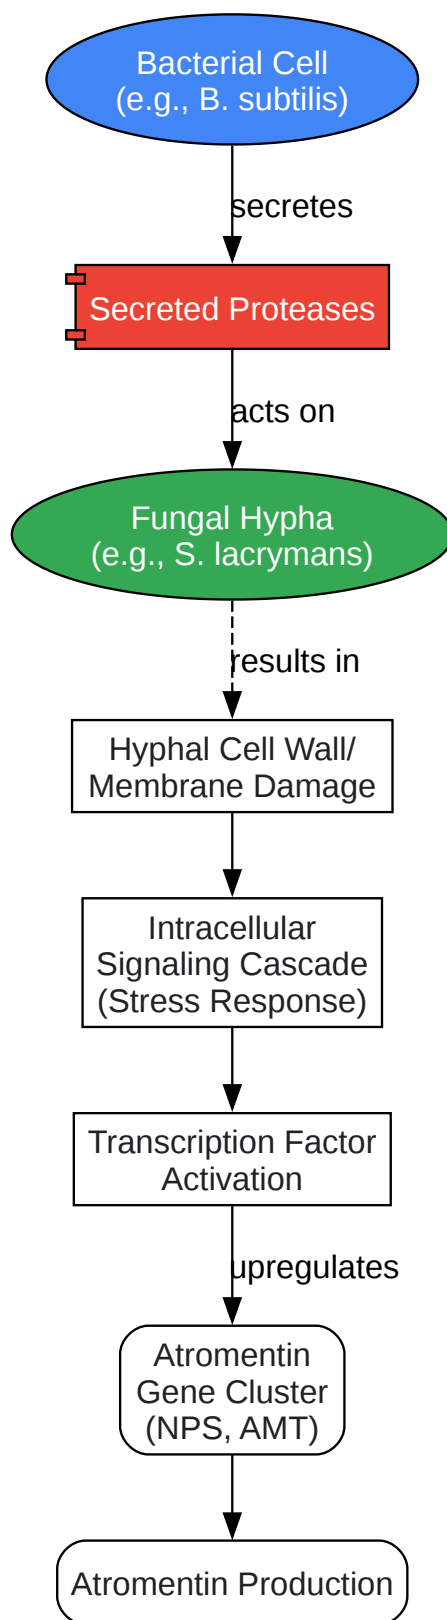 Bacterial Cell
(e.g., B. subtilis)
secretes
Secreted Proteases
acts on
Fungal Hypha
(e.g., S. lacrymans)
results in
Hyphal Cell Wall/
Membrane Damage
Intracellular
Signaling Cascade
(Stress Response)
Transcription Factor
Activation
upregulates
Atromentin
Gene Cluster
(NPS, AMT)
Atromentin Production